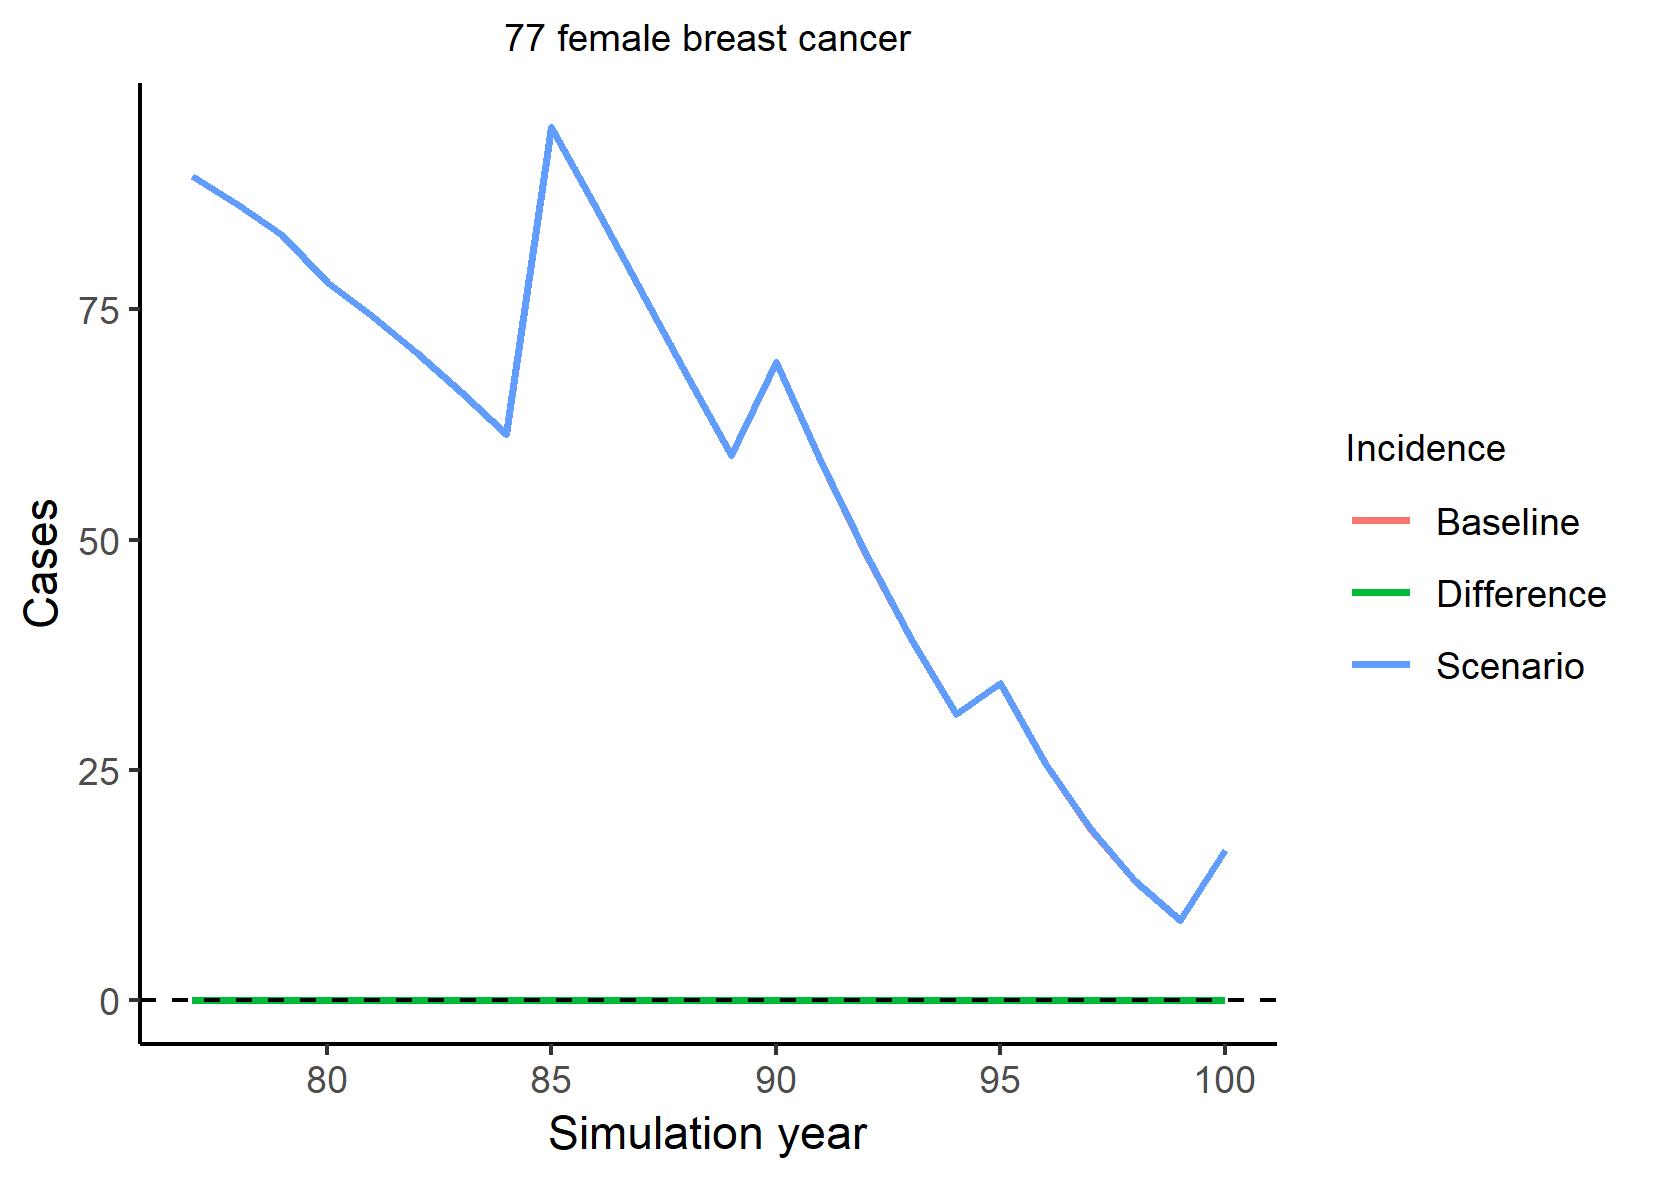 77 female breast cancer
Cases
75
50
25
0
80 85 90 95 100
Simulation year
Incidence
Baseline
Difference
Scenario